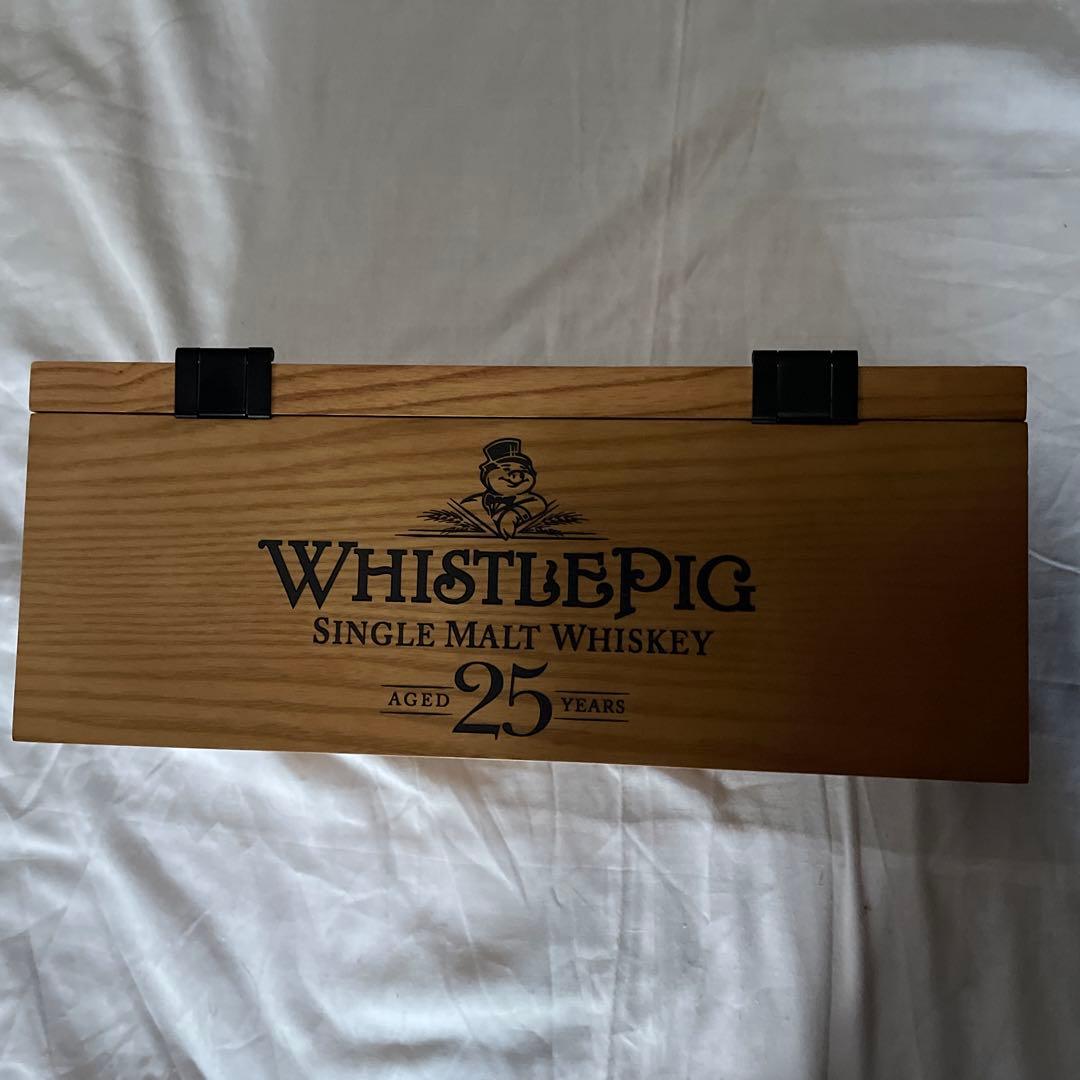 WHISTLEPIG
SINGLE MALT WHISKEY
AGED 25 YEARS